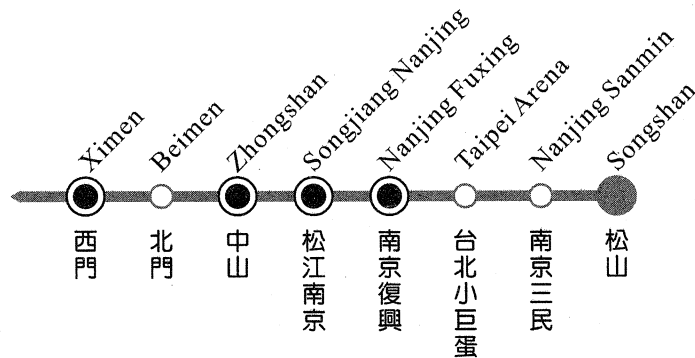 Ximen
Beimen
Zhongshan
Songjiang Nanjing
Nanjing Fuxing
Taipei Arena
Nanjing Sanmin
Songshan
西門
北門
中山
松江南京
南京復興
台北小巨蛋
南京三民
松山